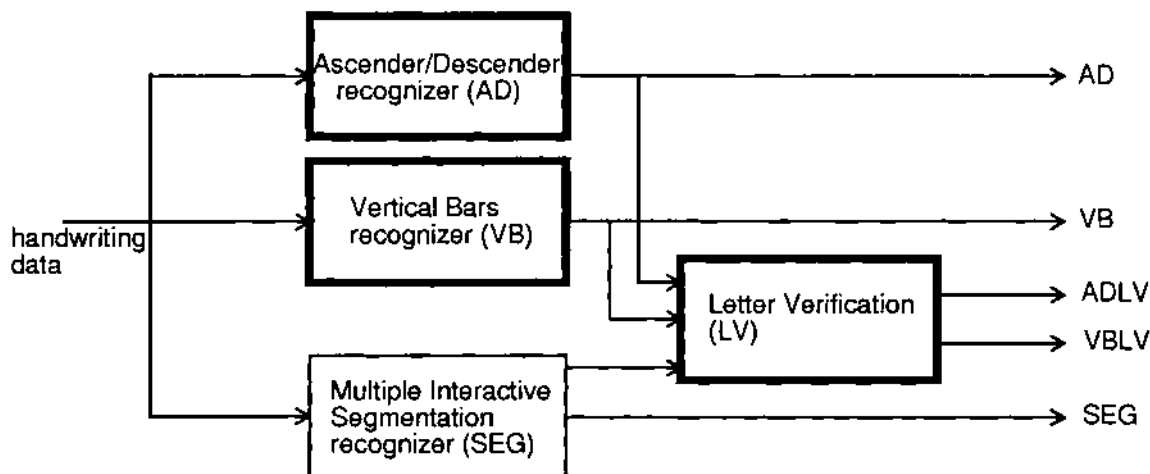 Ascender/Descender
recognizer (AD)
AD
Vertical Bars
recognizer (VB)
VB
handwriting
data
Letter Verification
(LV)
ADLV
VBLV
Multiple Interactive
Segmentation
recognizer (SEG)
SEG